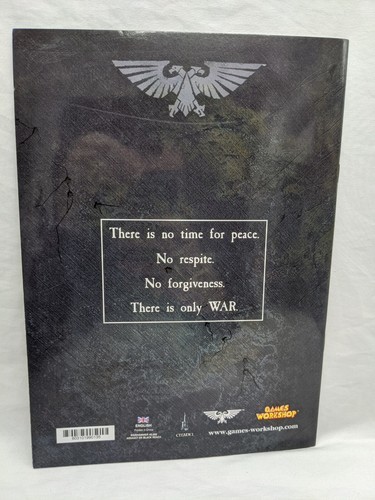 There is no time for peace.
No respite.
No forgiveness.
There is only WAR.
ENGLISH
CITADEL
www.games-workshop.com
GAMES
WORKSHOP